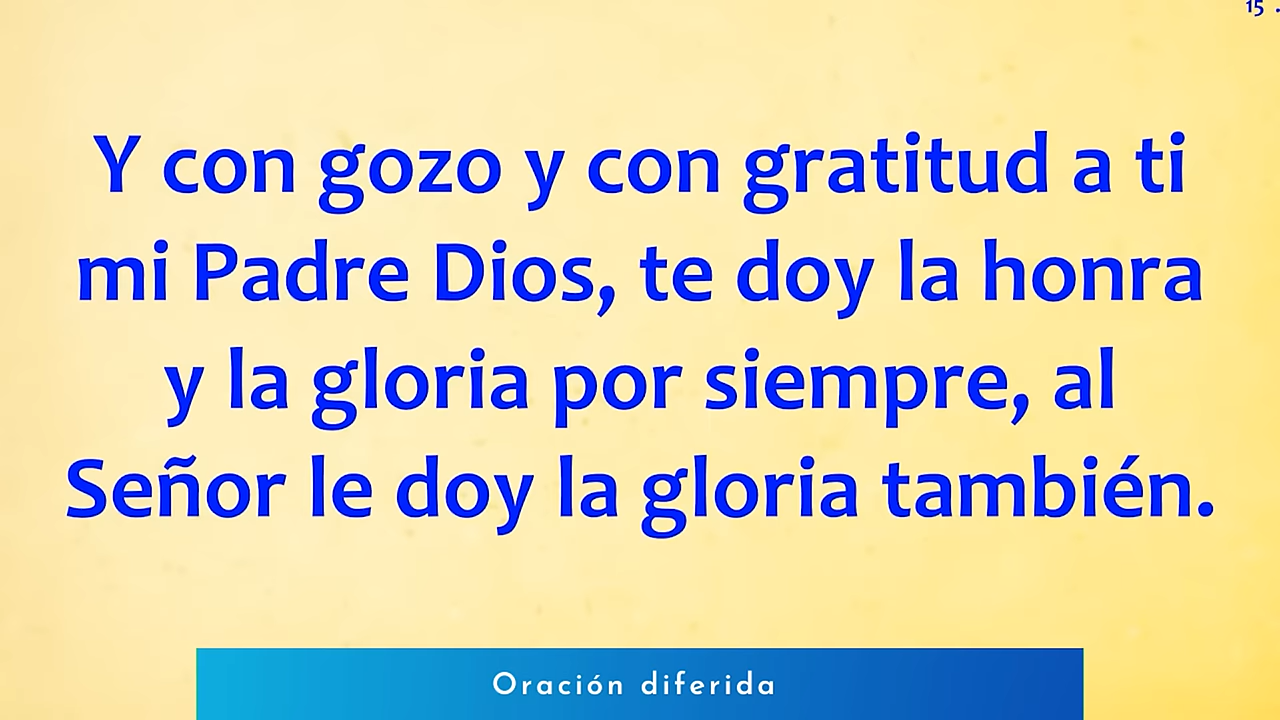 15 .
Y con gozo y con gratitud a ti
mi Padre Dios, te doy la honra
y la gloria por siempre, al
Señor le doy la gloria también.
Oración diferida